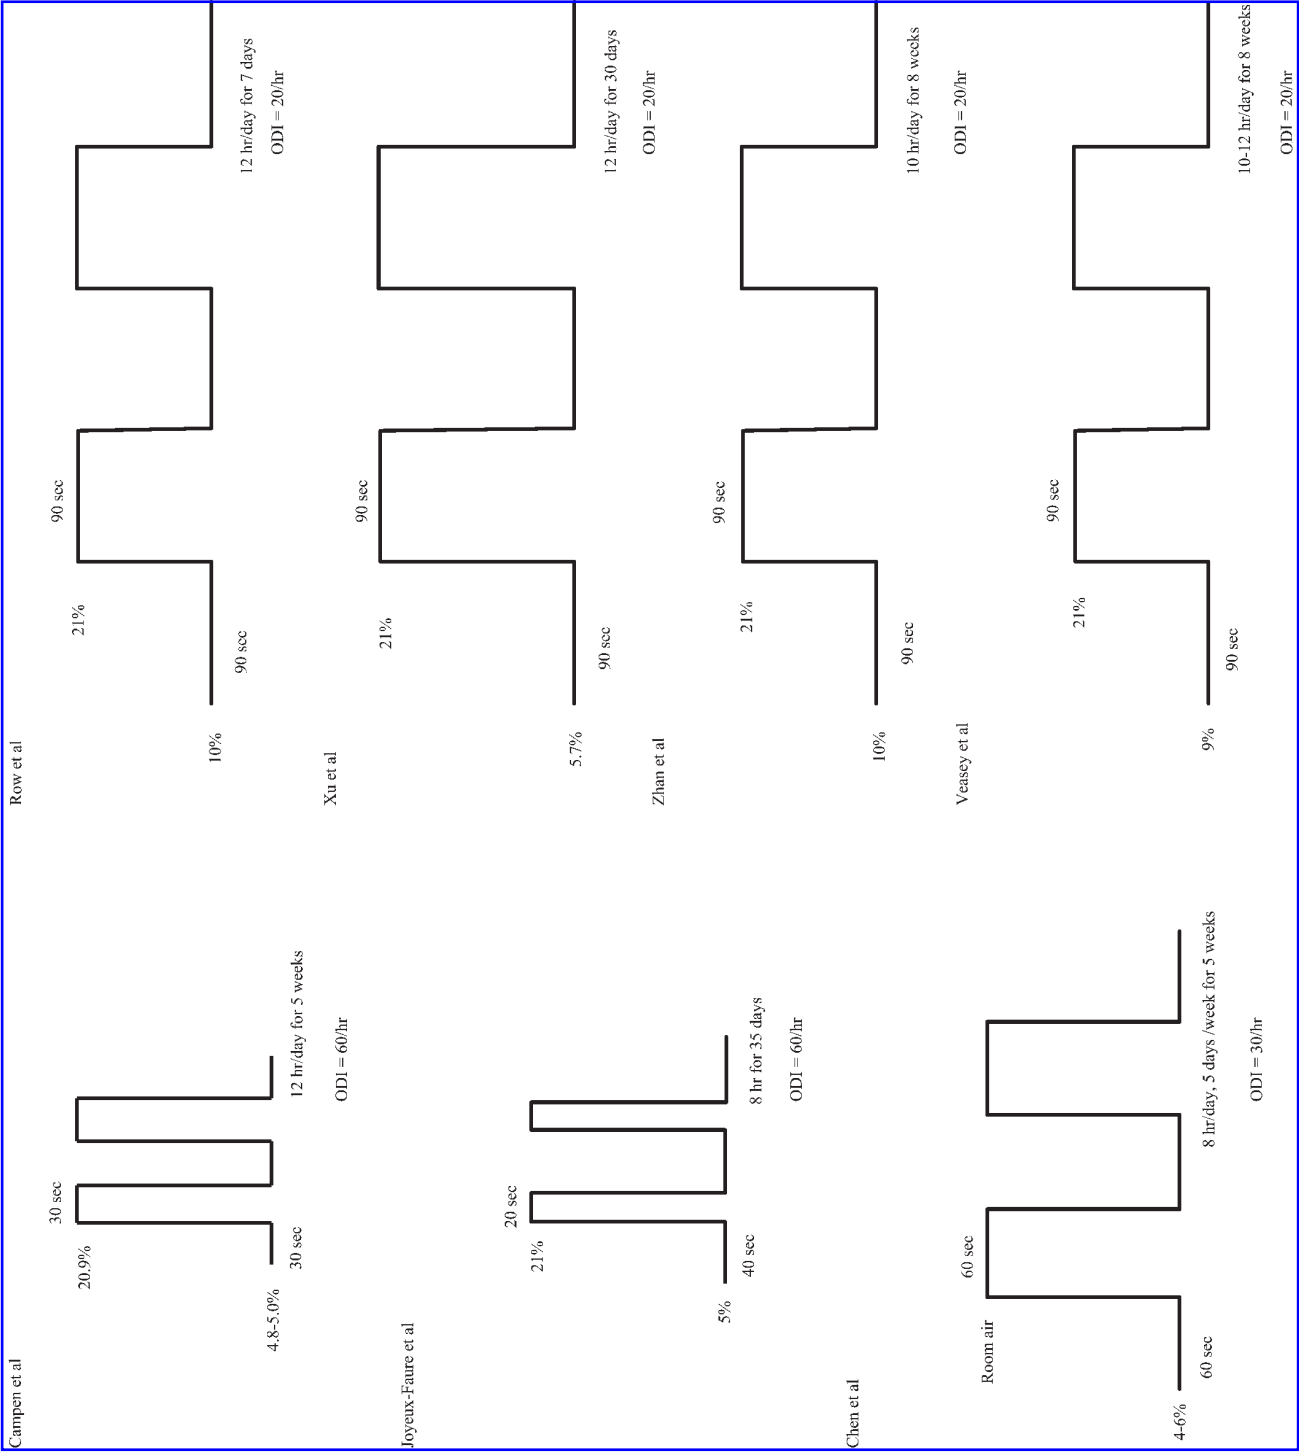 Campen et al
30 sec
20.9%
4.8-5.0%
30 sec
12 hr/day for 5 weeks
ODI = 60/hr
Joyeux-Faure et al
20 sec
21%
5%
40 sec
8 hr for 35 days
ODI = 60/hr
Chen et al
60 sec
Room air
4-6%
60 sec
8 hr/day, 5 days /week for 5 weeks
ODI = 30/hr
Row et al
90 sec
21%
10%
90 sec
12 hr/day for 7 days
ODI = 20/hr
Xu et al
90 sec
21%
5.7%
90 sec
12 hr/day for 30 days
ODI = 20/hr
Zhan et al
90 sec
21%
10%
90 sec
10 hr/day for 8 weeks
ODI = 20/hr
Veasey et al
90 sec
21%
9%
90 sec
10-12 hr/day for 8 weeks
ODI = 20/hr